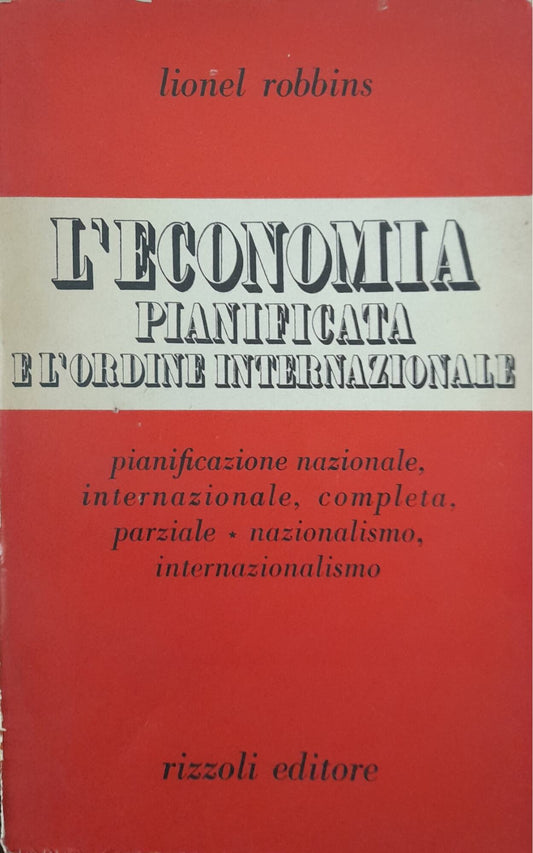 lionel robbins
L'ECONOMIA
PIANIFICATA
E L'ORDINE INTERNAZIONALE
pianificazione nazionale,
internazionale, completa,
parziale * nazionalismo,
internazionalismo
rizzoli editore